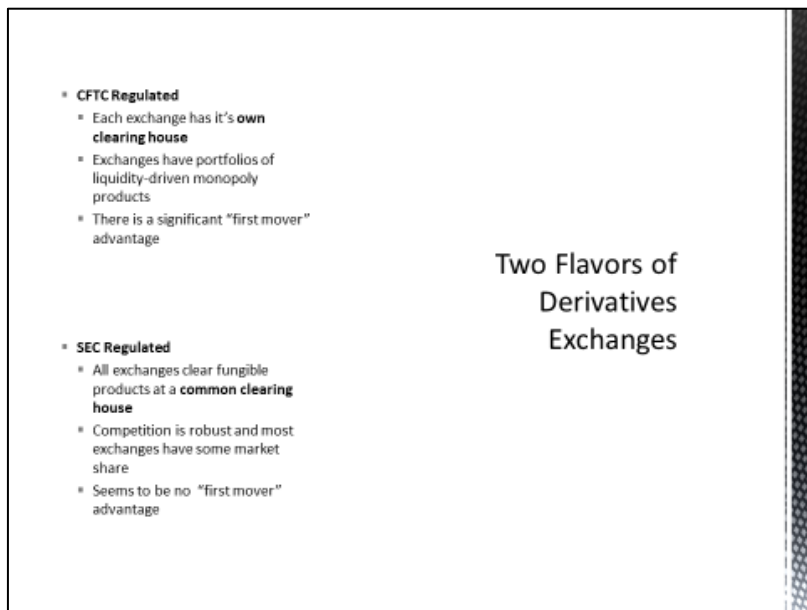 CFTC Regulated
Each exchange has it's own
clearing house
Exchanges have portfolios of
liquidity-driven monopoly
products
There is a significant “first mover”
advantage
SEC Regulated
All exchanges clear fungible
products at a common clearing
house
Competition is robust and most
exchanges have some market
share
Seems to be no “first mover”
advantage
Two Flavors of
Derivatives
Exchanges